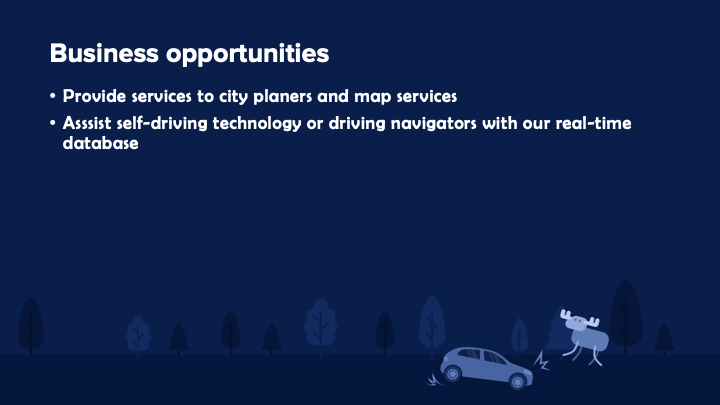 Business opportunities
• Provide services to city planers and map services
• Asssist self-driving technology or driving navigators with our real-time
database